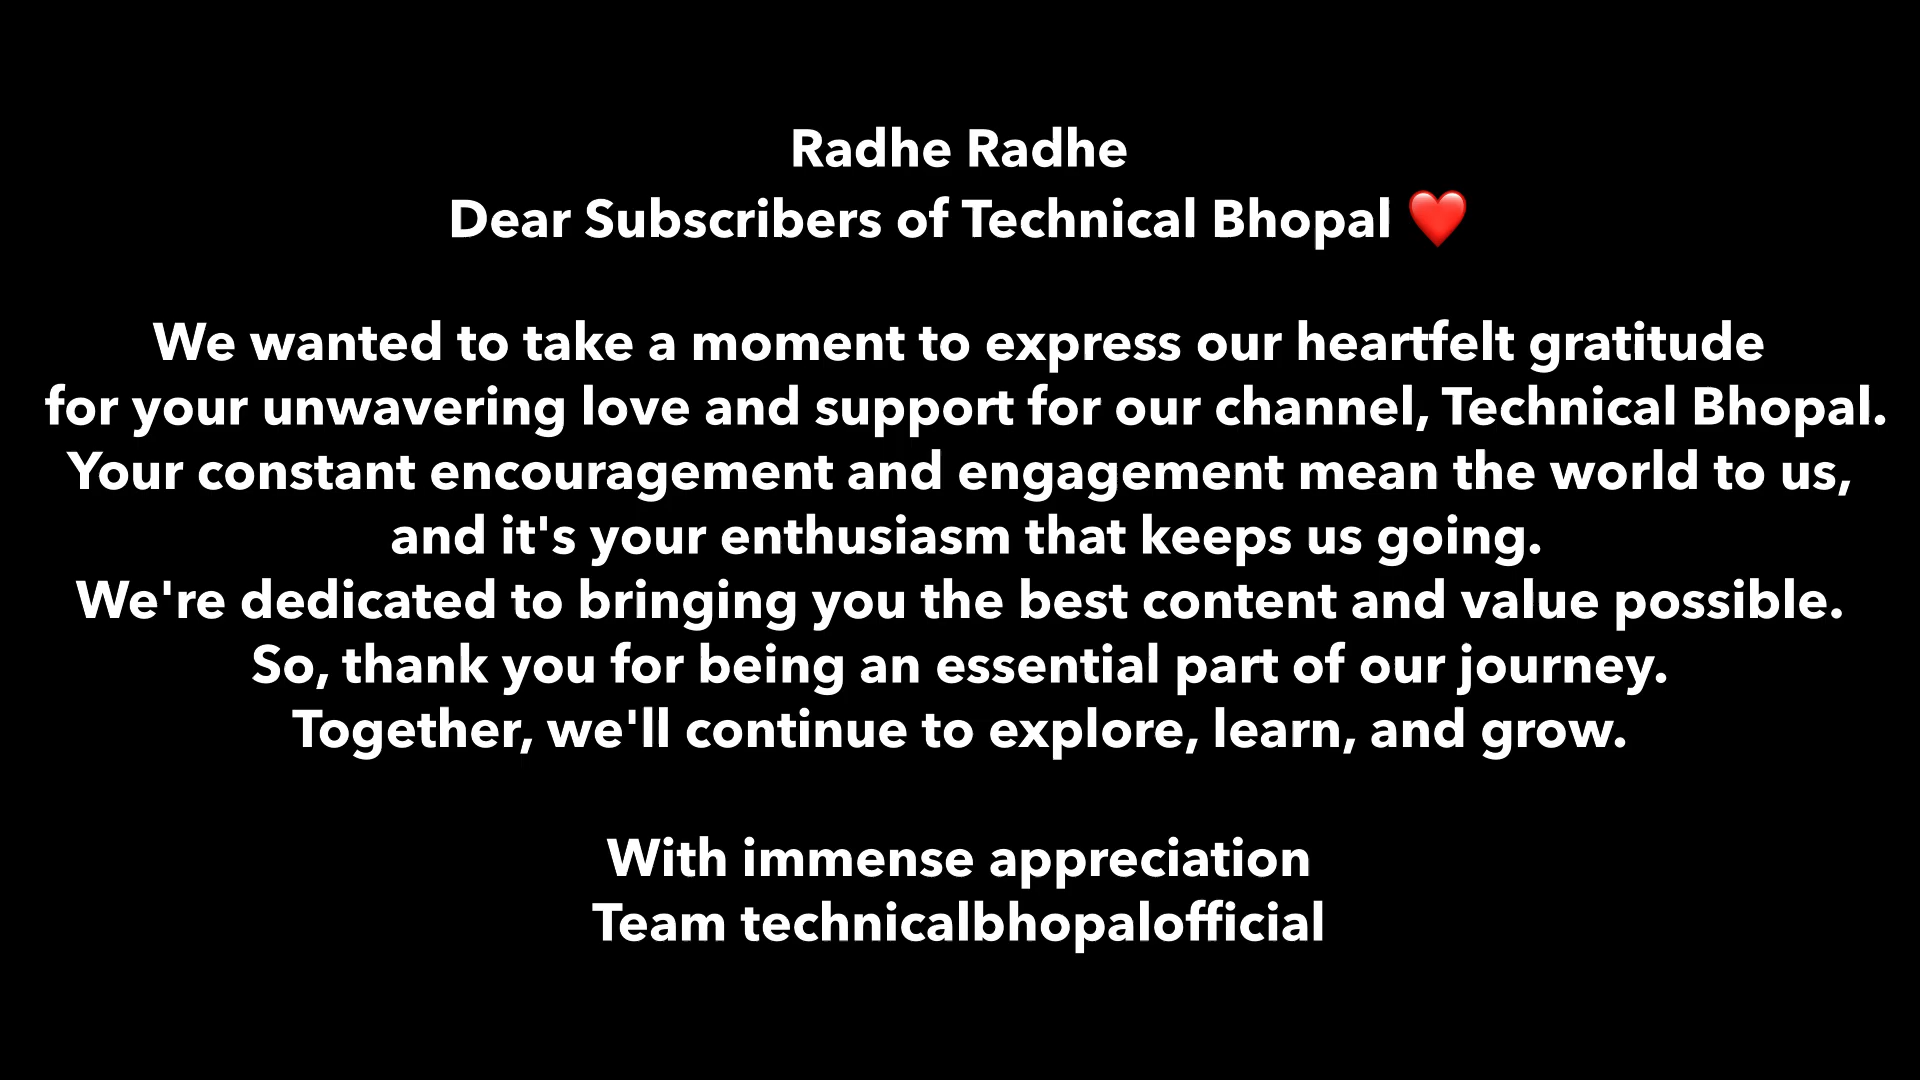 Radhe Radhe
Dear Subscribers of Technical Bhopal ❤️
We wanted to take a moment to express our heartfelt gratitude
for your unwavering love and support for our channel, Technical Bhopal.
Your constant encouragement and engagement mean the world to us,
and it's your enthusiasm that keeps us going.
We're dedicated to bringing you the best content and value possible.
So, thank you for being an essential part of our journey.
Together, we'll continue to explore, learn, and grow.
With immense appreciation
Team technicalbhopalofficial